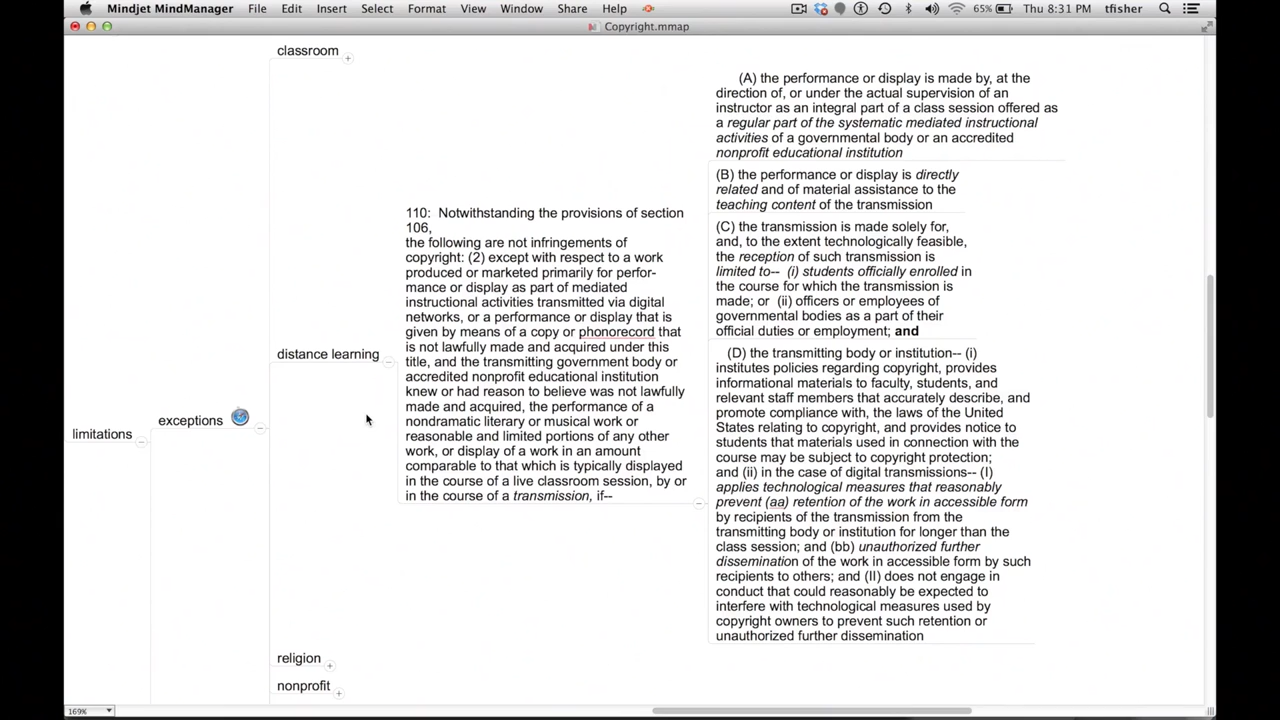 Mindjet MindManager File Edit Insert Select Format View Window Share Help 65% Thu 8:31 PM tfisher
Copyright.mmap
classroom
distance learning
exceptions
limitations
religion
nonprofit
110: Notwithstanding the provisions of section
106,
the following are not infringements of
copyright: (2) except with respect to a work
produced or marketed primarily for perfor-
mance or display as part of mediated
instructional activities transmitted via digital
networks, or a performance or display that is
given by means of a copy or phonorecord that
is not lawfully made and acquired under this
title, and the transmitting government body or
accredited nonprofit educational institution
knew or had reason to believe was not lawfully
made and acquired, the performance of a
nondramatic literary or musical work or
reasonable and limited portions of any other
work, or display of a work in an amount
comparable to that which is typically displayed
in the course of a live classroom session, by or
in the course of a transmission, if--
(A) the performance or display is made by, at the
direction of, or under the actual supervision of an
instructor as an integral part of a class session offered as
a regular part of the systematic mediated instructional
activities of a governmental body or an accredited
nonprofit educational institution
(B) the performance or display is directly
related and of material assistance to the
teaching content of the transmission
(C) the transmission is made solely for,
and, to the extent technologically feasible,
the reception of such transmission is
limited to-- (i) students officially enrolled in
the course for which the transmission is
made; or (ii) officers or employees of
governmental bodies as a part of their
official duties or employment; and
(D) the transmitting body or institution-- (i)
institutes policies regarding copyright, provides
informational materials to faculty, students, and
relevant staff members that accurately describe, and
promote compliance with, the laws of the United
States relating to copyright, and provides notice to
students that materials used in connection with the
course may be subject to copyright protection;
and (ii) in the case of digital transmissions-- (I)
applies technological measures that reasonably
prevent (aa) retention of the work in accessible form
by recipients of the transmission from the
transmitting body or institution for longer than the
class session; and (bb) unauthorized further
dissemination of the work in accessible form by such
recipients to others; and (II) does not engage in
conduct that could reasonably be expected to
interfere with technological measures used by
copyright owners to prevent such retention or
unauthorized further dissemination
169%